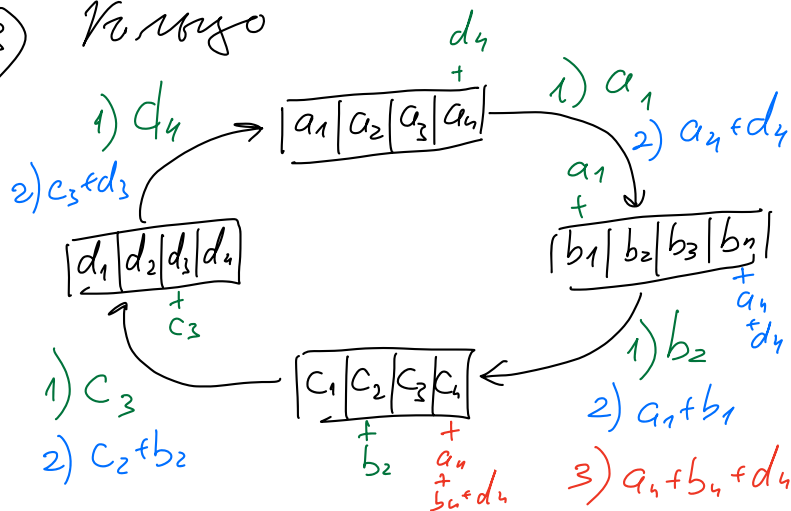 Кольцо
d4
+
1) d4
a1 | a2 | a3 | a4
1) a1
2) a4+d4
2) c3+d3
a1
+
d1 | d2 | d3 | d4
b1 | b2 | b3 | b4
+
c3
+
a4
+d4
1) b2
1) c3
c1 | c2 | c3 | c4
2) a1+b1
2) c2+b2
+
b2
+
a4
+
b4+d4
3) a4+b4+d4